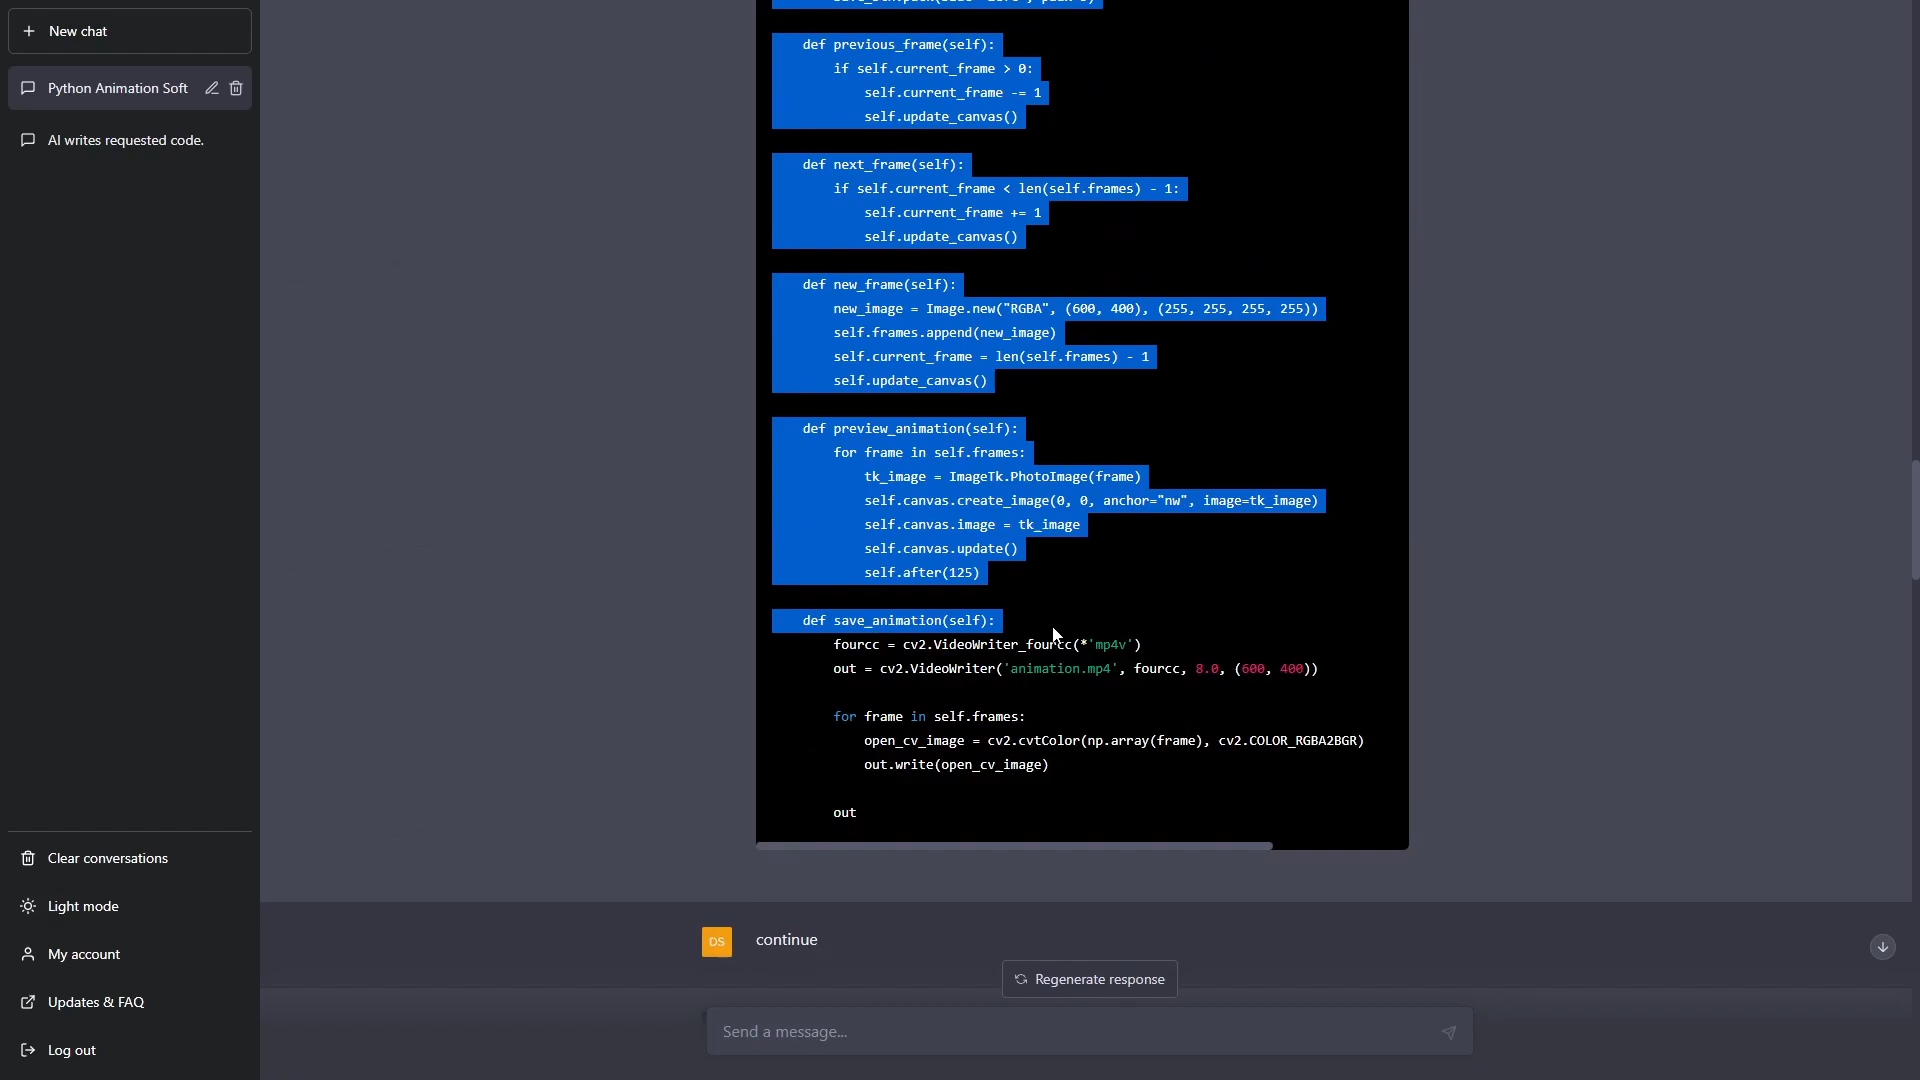 New chat
Python Animation Soft
AI writes requested code.
def previous_frame(self):
if self.current_frame > 0:
self.current_frame -= 1
self.update_canvas()
def next_frame(self):
if self.current_frame < len(self.frames) - 1:
self.current_frame += 1
self.update_canvas()
def new_frame(self):
new_image = Image.new("RGBA", (600, 400), (255, 255, 255, 255))
self.frames.append(new_image)
self.current_frame = len(self.frames) - 1
self.update_canvas()
def preview_animation(self):
for frame in self.frames:
tk_image = ImageTk.PhotoImage(frame)
self.canvas.create_image(0, 0, anchor="nw", image=tk_image)
self.canvas.image = tk_image
self.canvas.update()
self.after(125)
def save_animation(self):
fourcc = cv2.VideoWriter_fourcc(*'mp4v')
out = cv2.VideoWriter('animation.mp4', fourcc, 8.0, (600, 400))
for frame in self.frames:
open_cv_image = cv2.cvtColor(np.array(frame), cv2.COLOR_RGBA2BGR)
out.write(open_cv_image)
out
Clear conversations
Light mode
My account
Updates & FAQ
Log out
DS
continue
Regenerate response
Send a message...